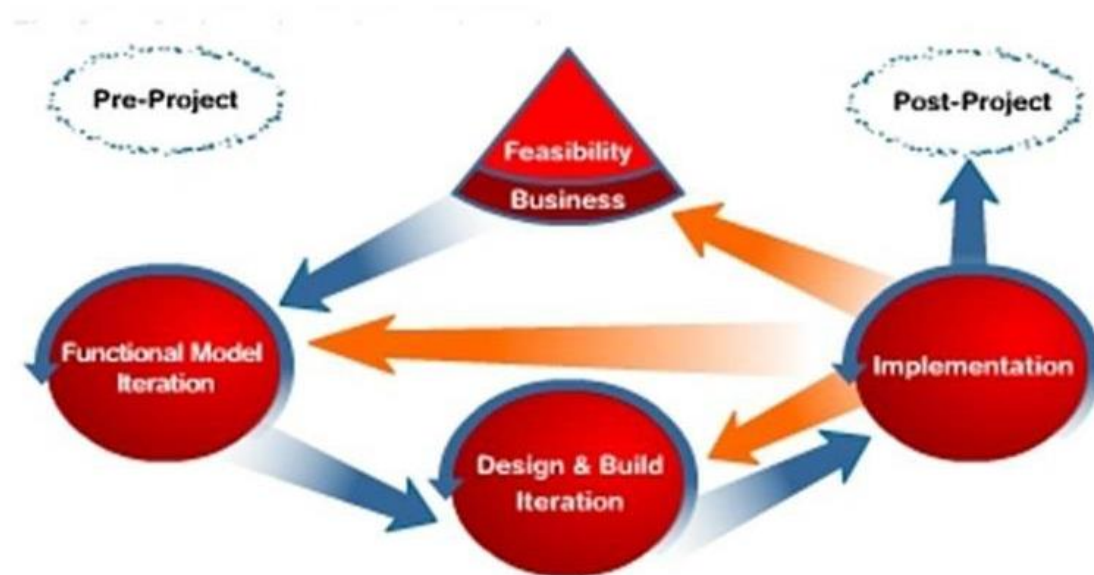 Pre-Project
Post-Project
Feasibility
Business
Functional Model
Iteration
Implementation
Design & Build
Iteration